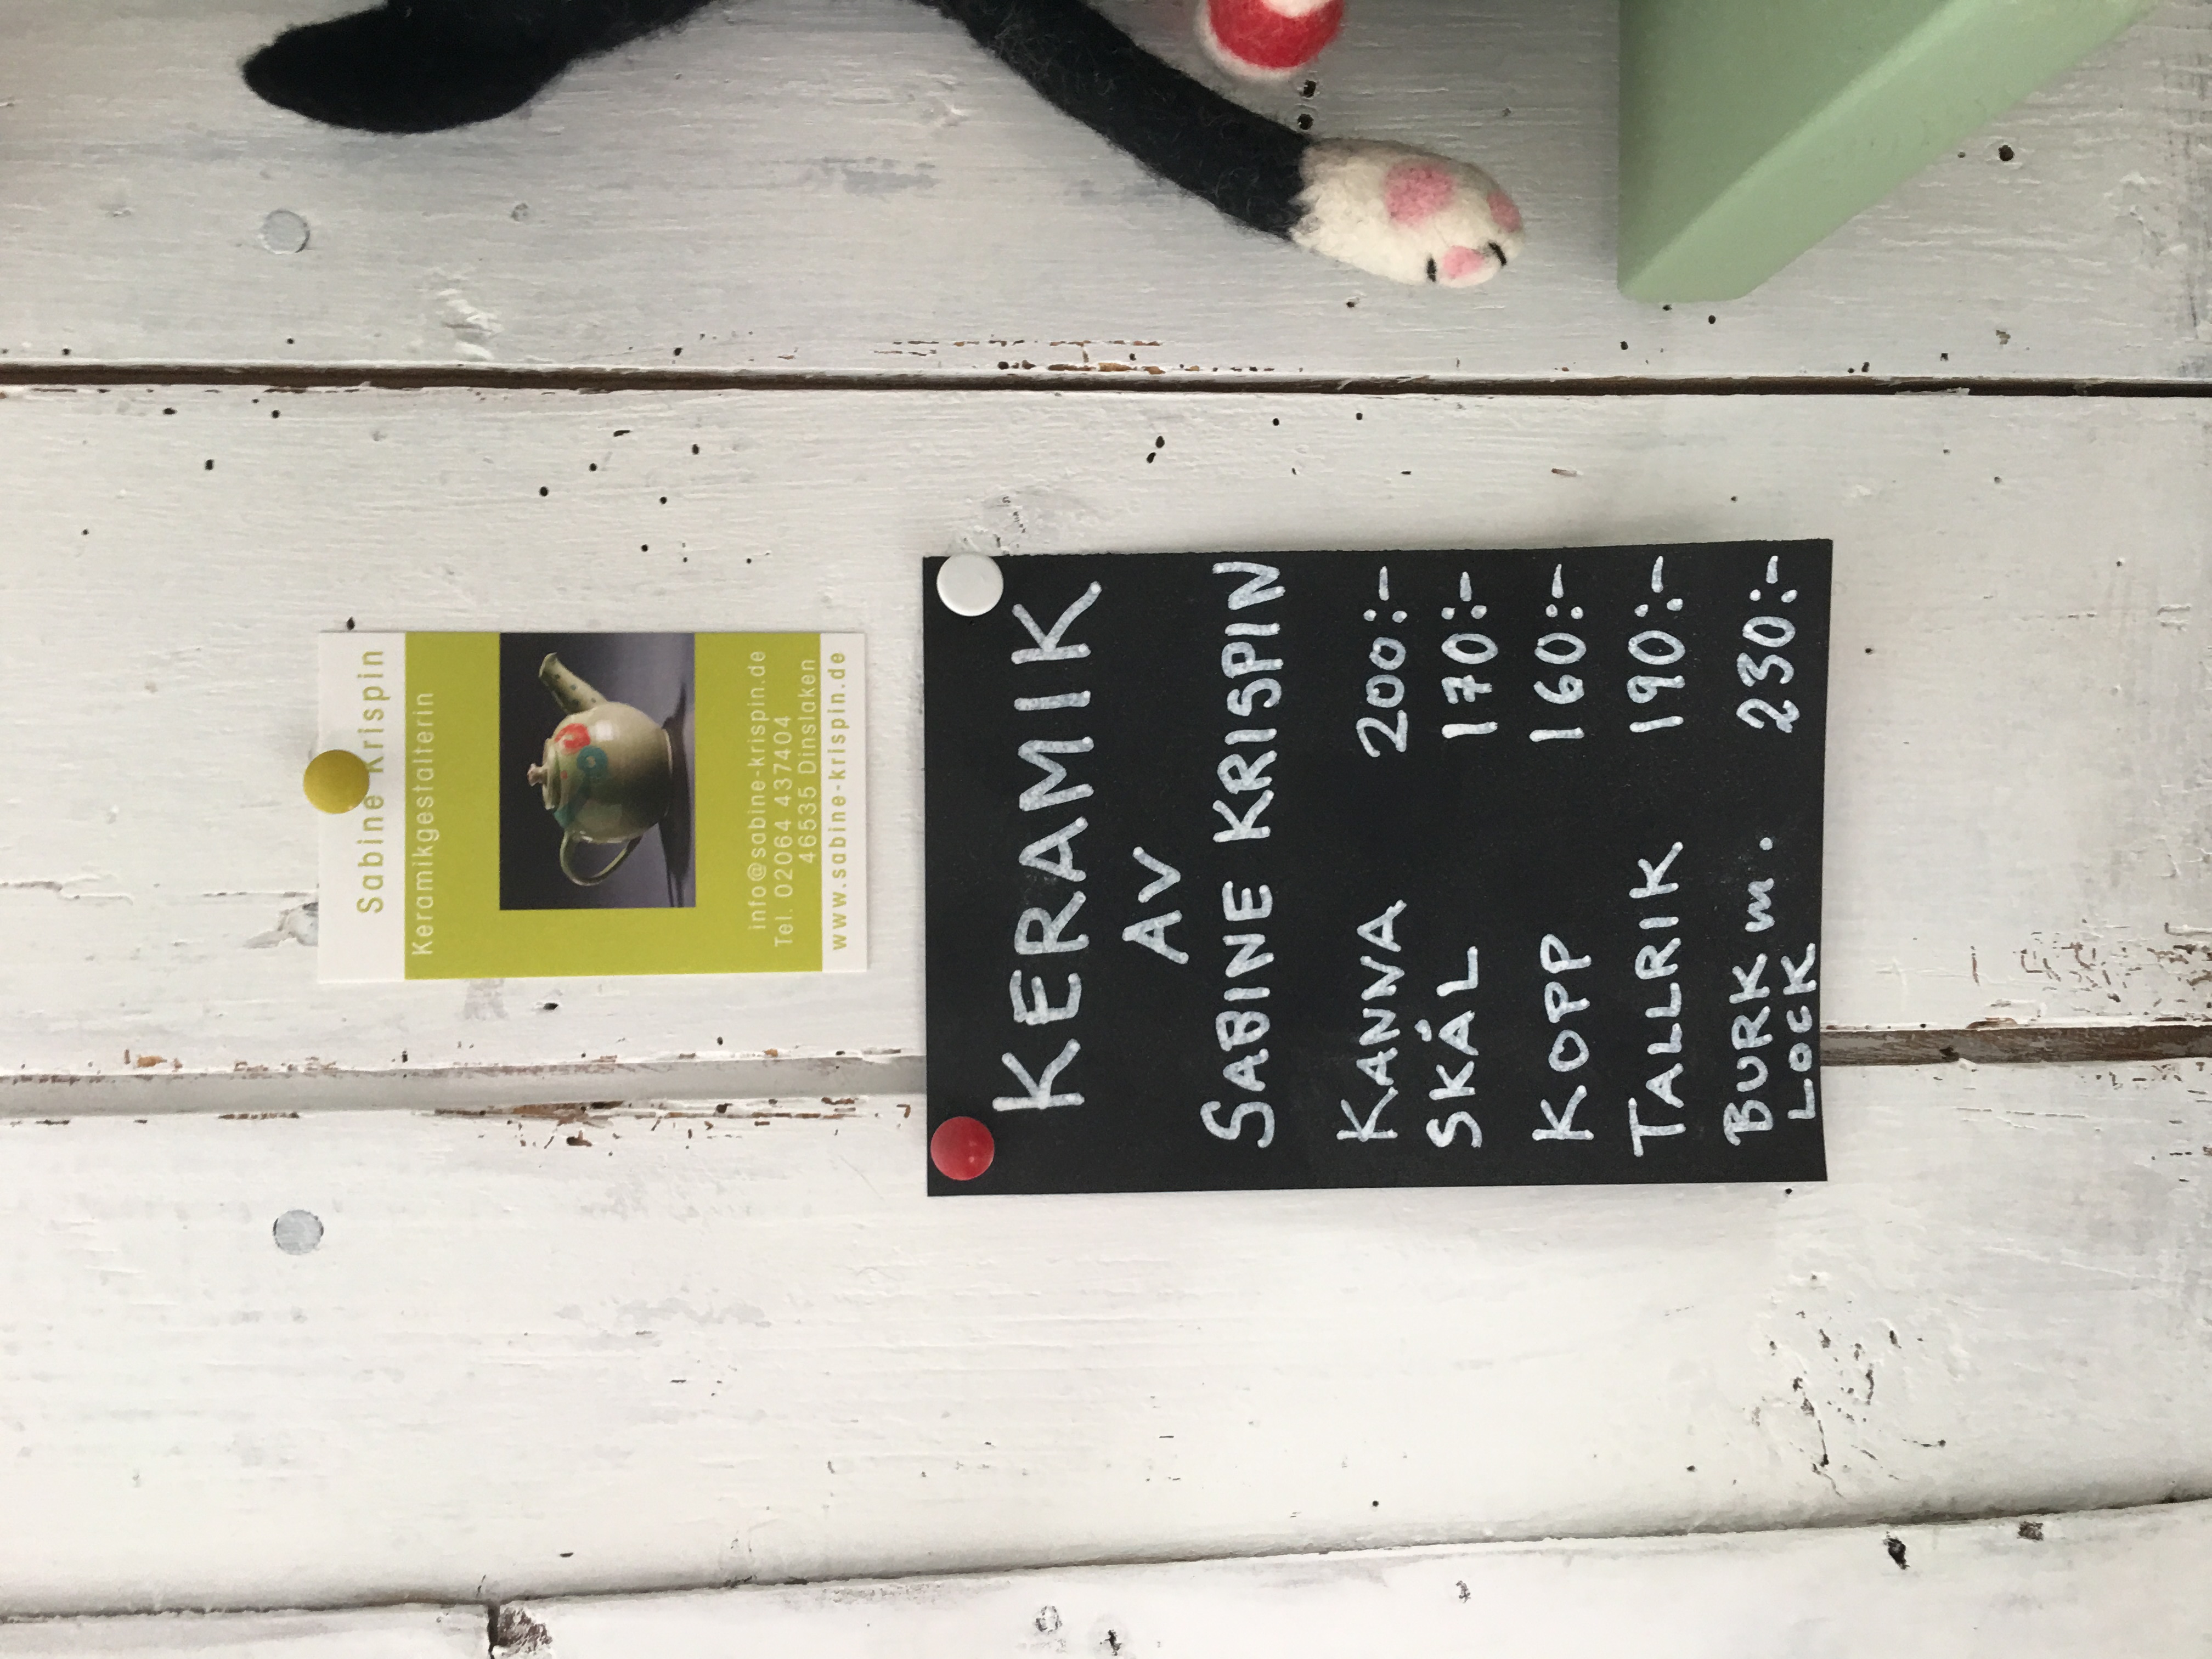 Sabine Krispin
Keramikgestalterin
info@sabine-krispin.de
Tel. 02064 437404
46535 Dinslaken
www.sabine-krispin.de
KERAMIK
AV
SABINE KRISPIN
KANNA 200:-
SKÅL 170:-
KOPP 160:-
TALLRIK 190:-
BURK m. 230:-
LOCK